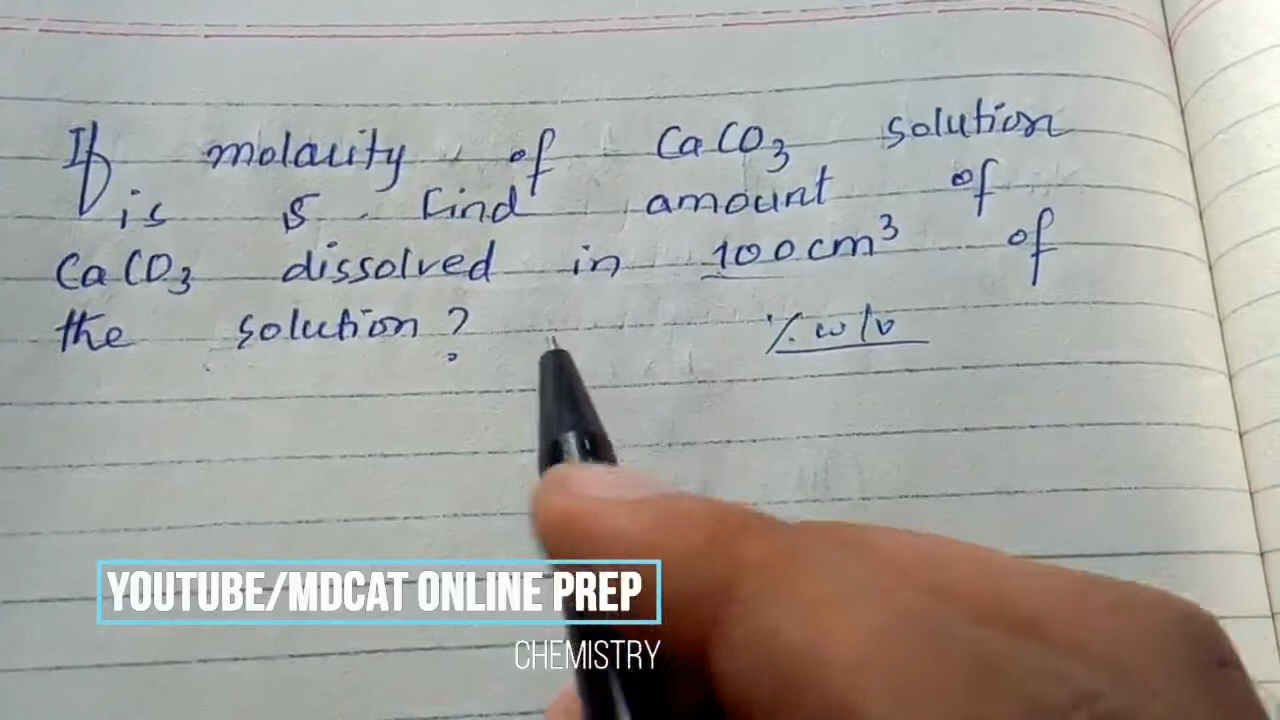 If molarity of CaCO3 solution
is 5 find amount of
CaCO3 dissolved in 100cm³ of
the solution?
% w/v
YOUTUBE/MDCAT ONLINE PREP
CHEMISTRY